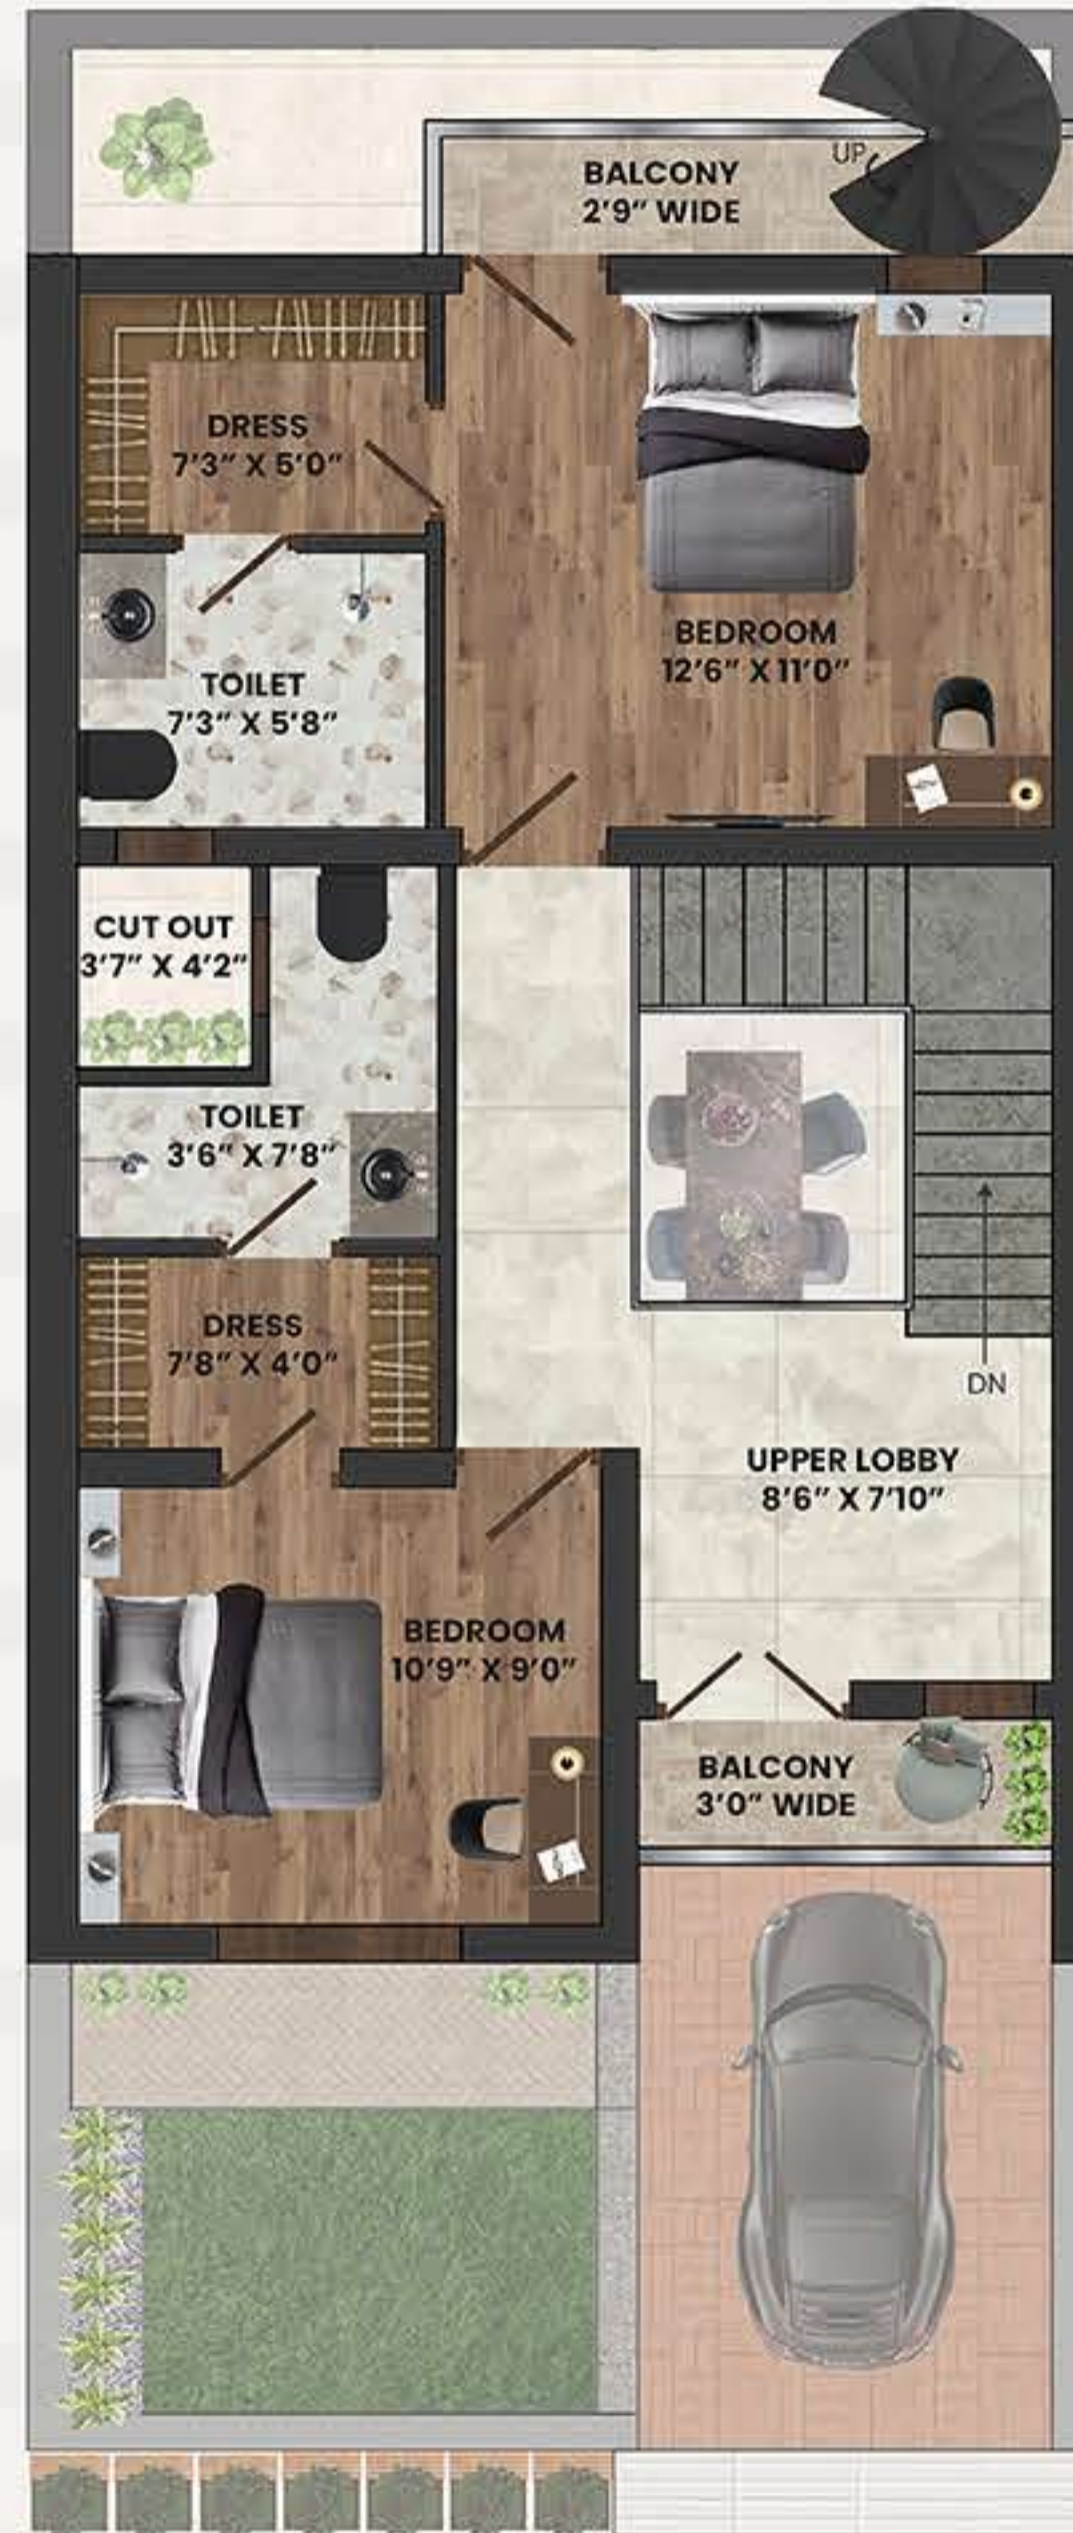 BALCONY
2'9" WIDE
UP
DRESS
7'3" X 5'0"
BEDROOM
12'6" X 11'0"
TOILET
7'3" X 5'8"
CUT OUT
3'7" X 4'2"
TOILET
3'6" X 7'8"
DRESS
7'8" X 4'0"
DN
UPPER LOBBY
8'6" X 7'10"
BEDROOM
10'9" X 9'0"
BALCONY
3'0" WIDE